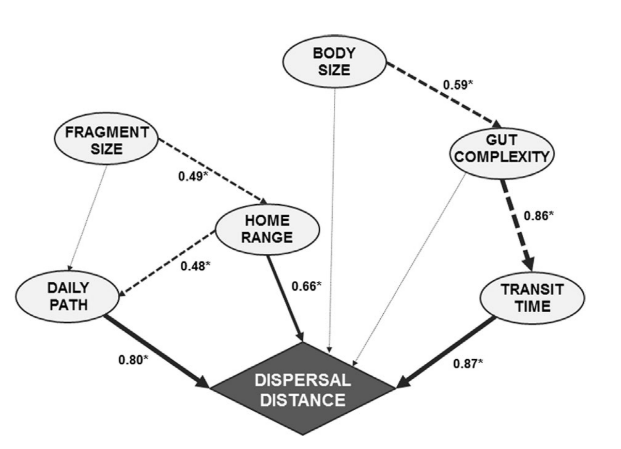 BODY
SIZE
0.59*
FRAGMENT
SIZE
GUT
COMPLEXITY
0.49*
0.86*
HOME
RANGE
0.48*
DAILY
PATH
0.66*
TRANSIT
TIME
0.80*
0.87*
DISPERSAL
DISTANCE